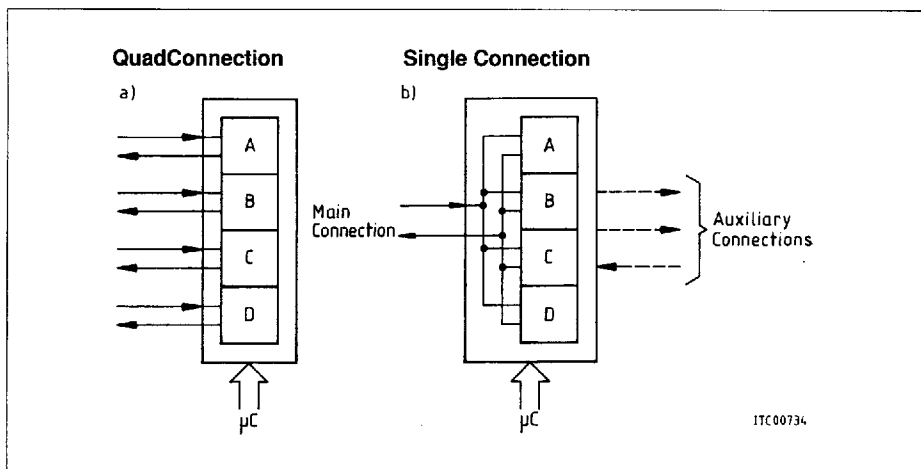 QuadConnection
Single Connection
a)
b)
A
B
C
D
µC
Main
Connection
A
B
C
D
Auxiliary
Connections
µC
ITC00734